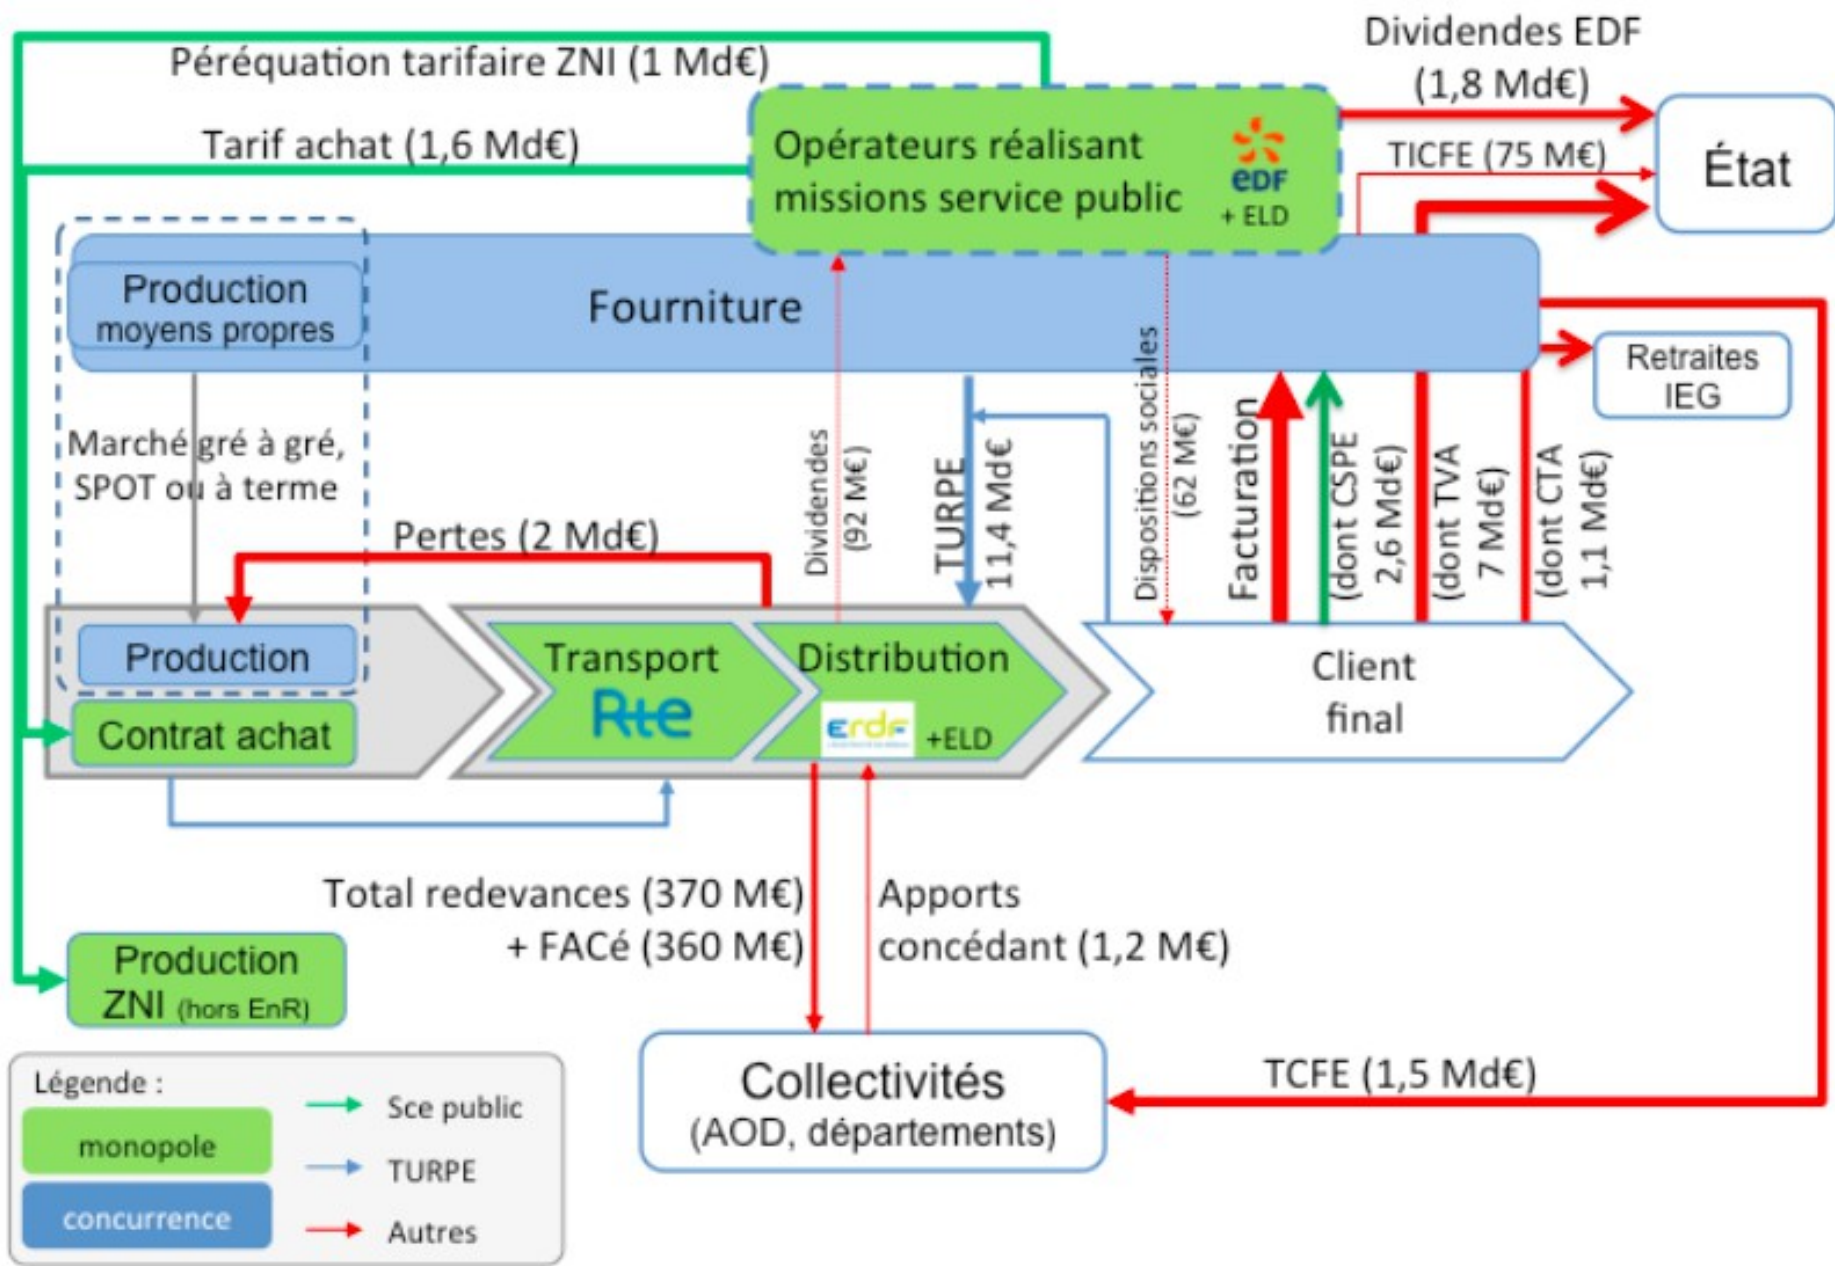 Péréquation tarifaire ZNI (1 Md€)
Dividendes EDF
(1,8 Md€)
Tarif achat (1,6 Md€)
Opérateurs réalisant
missions service public
eDF
+ ELD
TICFE (75 M€)
État
Production
moyens propres
Fourniture
Retraites
IEG
Marché gré à gré,
SPOT ou à terme
Pertes (2 Md€)
Dividendes
(92 M€)
TURPE
11,4 Md€
Dispositions sociales
(62 M€)
Facturation
(dont CSPE
2,6 Md€)
(dont TVA
7 Md€)
(dont CTA
1,1 Md€)
Production
Contrat achat
Transport
Rte
Distribution
erdF
+ELD
Client
final
Total redevances (370 M€)
+ FACé (360 M€)
Apports
concédant (1,2 M€)
Production
ZNI (hors EnR)
Collectivités
(AOD, départements)
TCFE (1,5 Md€)
Légende :
monopole
concurrence
Sce public
TURPE
Autres